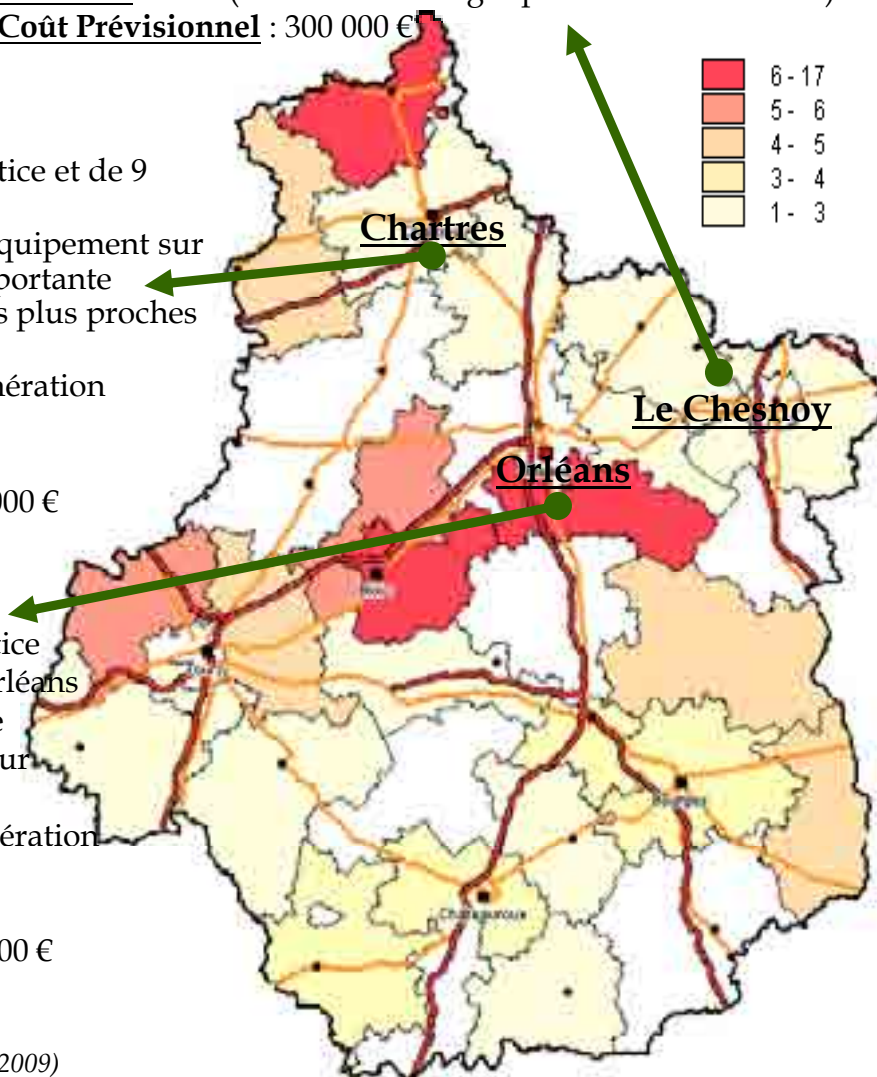 Coût Prévisionnel : 300 000 €
6 - 17
5 - 6
4 - 5
3 - 4
1 - 3
tice et de 9
quipement sur
portante
s plus proches
nération
000 €
Chartres
Le Chesnoy
Orléans
tice
rléans
e
ur
ération
00 €
Châteauroux
2009)